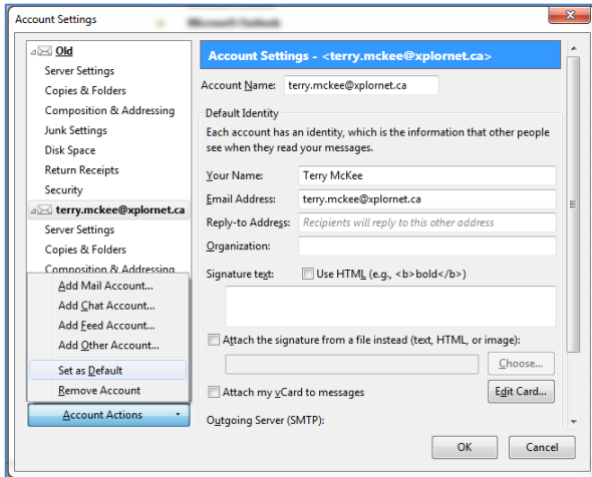 Microsoft Outlook
Account Settings
Old
Server Settings
Copies & Folders
Composition & Addressing
Junk Settings
Disk Space
Return Receipts
Security
terry.mckee@xplornet.ca
Server Settings
Copies & Folders
Composition & Addressing
Add Mail Account...
Add Chat Account...
Add Feed Account...
Add Other Account...
Set as Default
Remove Account
Account Actions
Account Settings - <terry.mckee@xplornet.ca>
Account Name: terry.mckee@xplornet.ca
Default Identity
Each account has an identity, which is the information that other people
see when they read your messages.
Your Name: Terry McKee
Email Address: terry.mckee@xplornet.ca
Reply-to Address: Recipients will reply to this other address
Organization:
Signature text: Use HTML (e.g., <b>bold</b>)
Attach the signature from a file instead (text, HTML, or image):
Choose...
Attach my vCard to messages
Edit Card...
Outgoing Server (SMTP):
OK Cancel